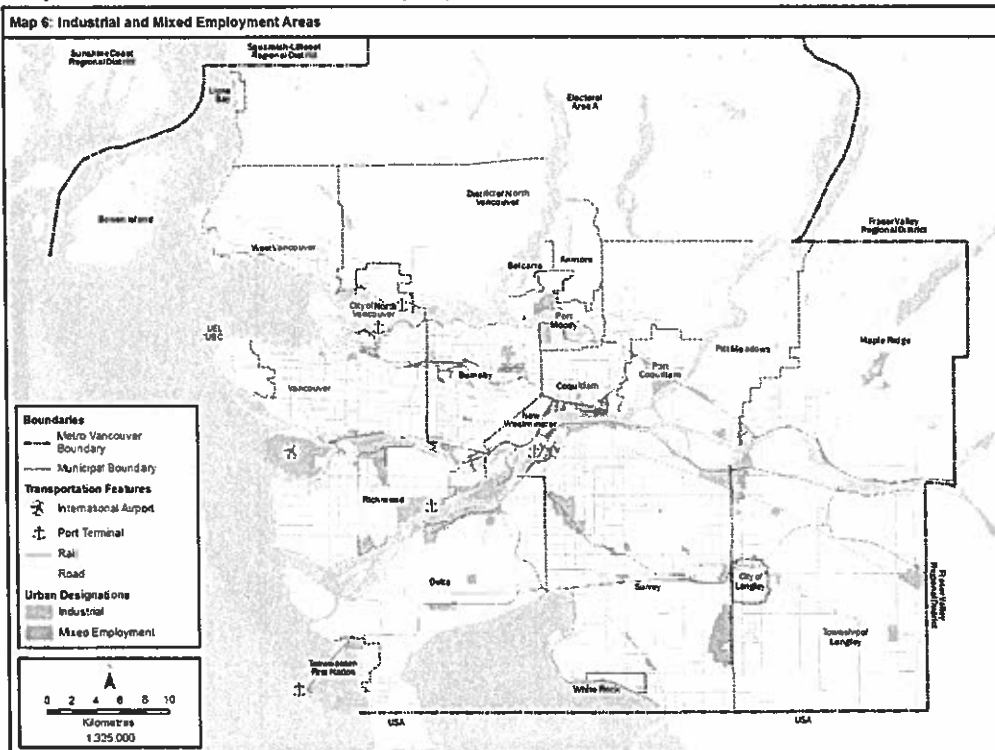 Map 6: Industrial and Mixed Employment Areas
Sunshine Coast
Regional District
Squamish-Lillooet
Regional District
Lions
Bay
Electoral
Area A
Bowen Island
District of North
Vancouver
West Vancouver
Fraser Valley
Regional District
Belcarra
Anmore
City of North
Vancouver
Port
Moody
UEL
UBC
Pitt Meadows
Maple Ridge
Vancouver
Burnaby
Coquitlam
Port
Coquitlam
New
Westminster
Richmond
Delta
Surrey
City of
Langley
Fraser Valley
Regional District
Township of
Langley
Tsawwassen
First Nation
White Rock
USA
USA
Boundaries
Metro Vancouver
Boundary
Municipal Boundary
Transportation Features
International Airport
Port Terminal
Rail
Road
Urban Designations
Industrial
Mixed Employment
0 2 4 6 8 10
Kilometres
1:325,000